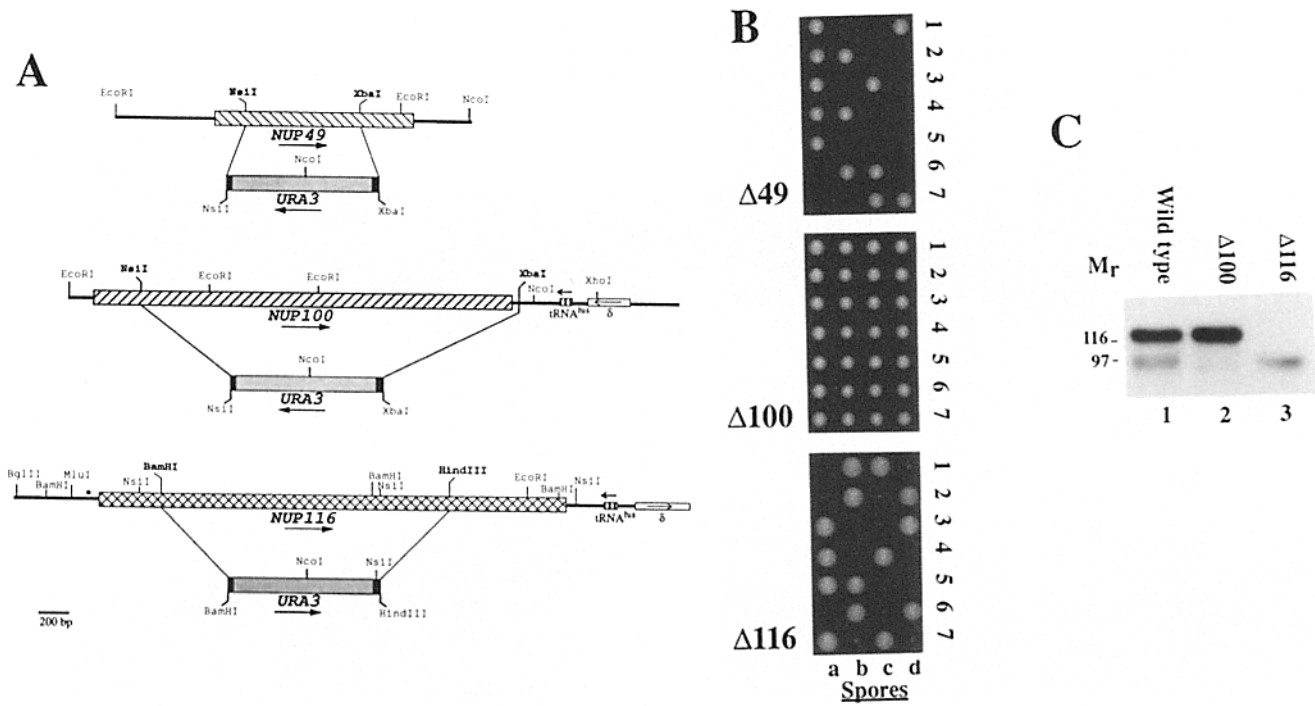 A
EcoRI NsiI XbaI EcoRI NcoI
NUP49
NcoI
URA3
NsiI XbaI
EcoRI NsiI EcoRI EcoRI XbaI NcoI XhoI
NUP100
tRNAhis δ
NcoI
URA3
NsiI XbaI
BglII BamHI MluI NsiI BamHI BamHI NsiI HindIII EcoRI BamHI NsiI
NUP116
tRNAhis δ
NcoI NsiI
URA3
BamHI HindIII
200 bp
B
1
2
3
4
5
6
7
Δ49
1
2
3
4
5
6
7
Δ100
1
2
3
4
5
6
7
Δ116
a b c d
Spores
C
Wild type Δ100 Δ116
Mr
116
97
1 2 3